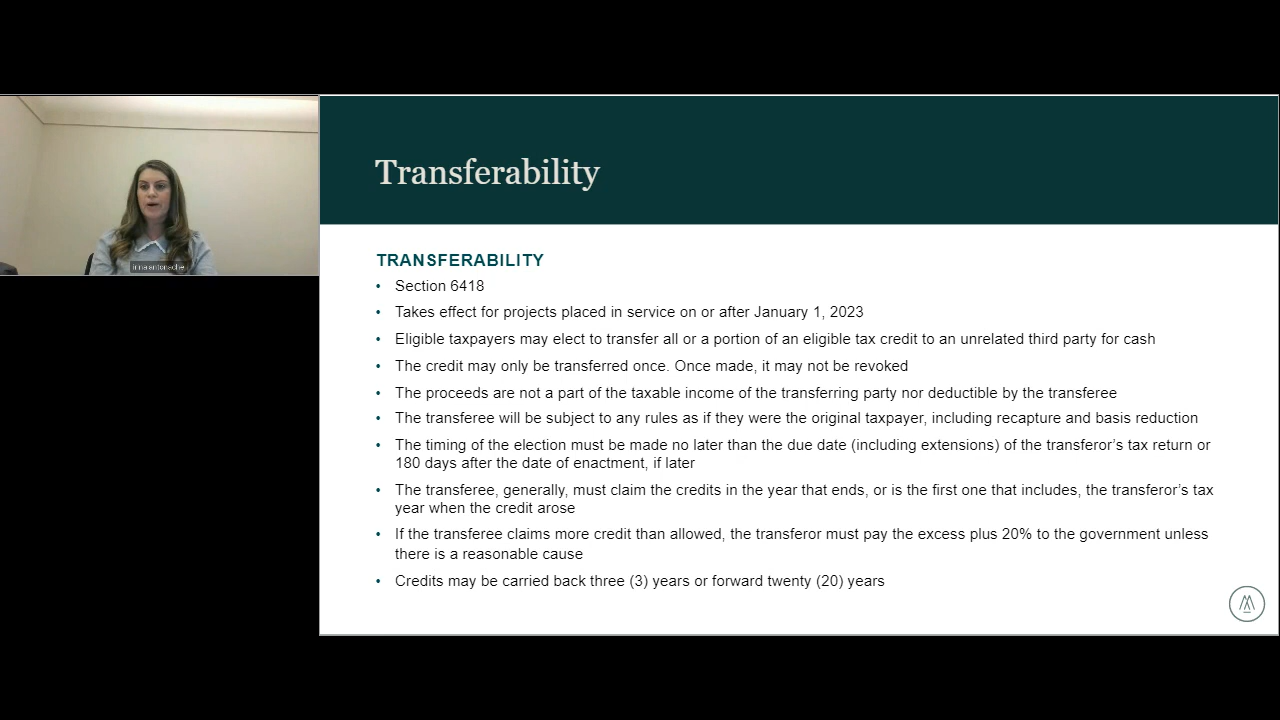 Transferability
TRANSFERABILITY
• Section 6418
• Takes effect for projects placed in service on or after January 1, 2023
• Eligible taxpayers may elect to transfer all or a portion of an eligible tax credit to an unrelated third party for cash
• The credit may only be transferred once. Once made, it may not be revoked
• The proceeds are not a part of the taxable income of the transferring party nor deductible by the transferee
• The transferee will be subject to any rules as if they were the original taxpayer, including recapture and basis reduction
• The timing of the election must be made no later than the due date (including extensions) of the transferor’s tax return or
180 days after the date of enactment, if later
• The transferee, generally, must claim the credits in the year that ends, or is the first one that includes, the transferor’s tax
year when the credit arose
• If the transferee claims more credit than allowed, the transferor must pay the excess plus 20% to the government unless
there is a reasonable cause
• Credits may be carried back three (3) years or forward twenty (20) years
irina antonache